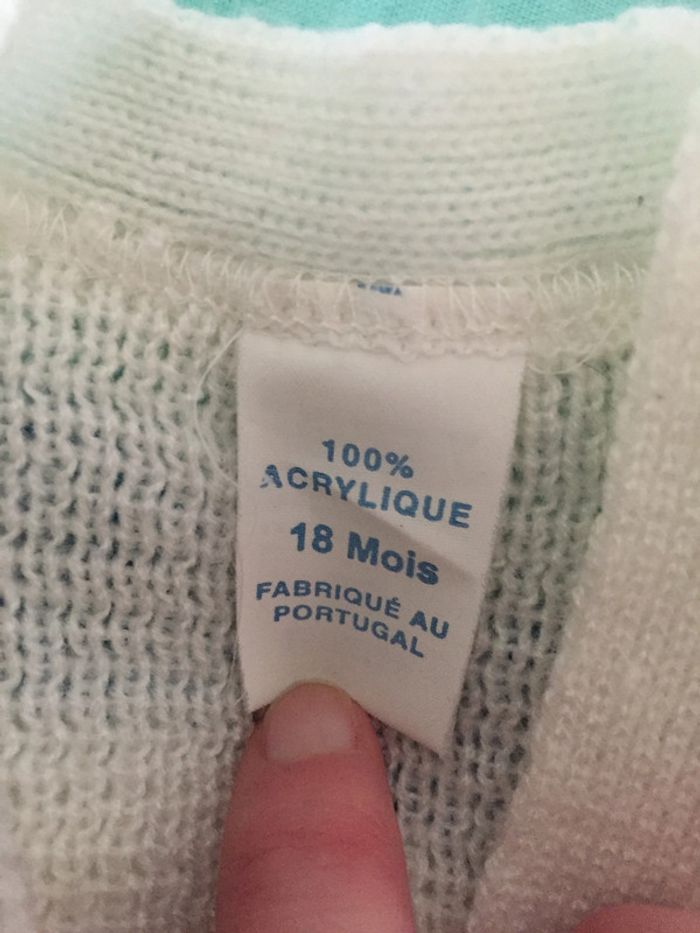 100%
ACRYLIQUE
18 Mois
FABRIQUÉ AU
PORTUGAL